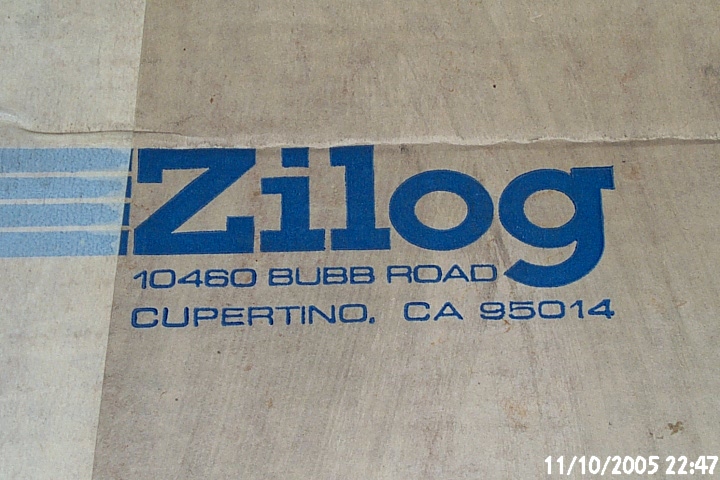 Zilog
10460 BUBB ROAD
CUPERTINO, CA 95014
11/10/2005 22:47